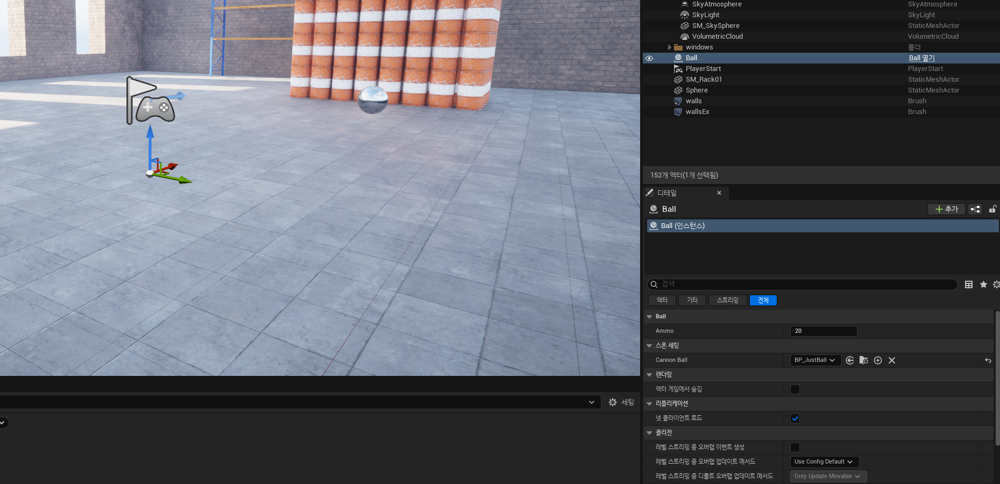 SkyAtmosphere SkyAtmosphere
SkyLight SkyLight
SM_SkySphere StaticMeshActor
VolumetricCloud VolumetricCloud
windows 폴더
Ball Ball 열기
PlayerStart PlayerStart
SM_Rack01 StaticMeshActor
Sphere StaticMeshActor
walls Brush
wallsEx Brush
152개 액터(1개 선택됨)
디테일
Ball 추가
Ball (인스턴스)
검색
액터 기타 스트리밍 전체
Ball
Ammo 20
스폰 세팅
Cannon Ball BP_JustBall
렌더링
액터 게임에서 숨김
리플리케이션
세팅
넷 클라이언트 로드
콜리전
레벨 스트리밍 중 오버랩 이벤트 생성
레벨 스트리밍 중 오버랩 업데이트 메서드 Use Config Default
레벨 스트리밍 중 디폴트 오버랩 업데이트 메서드 Only Update Movable